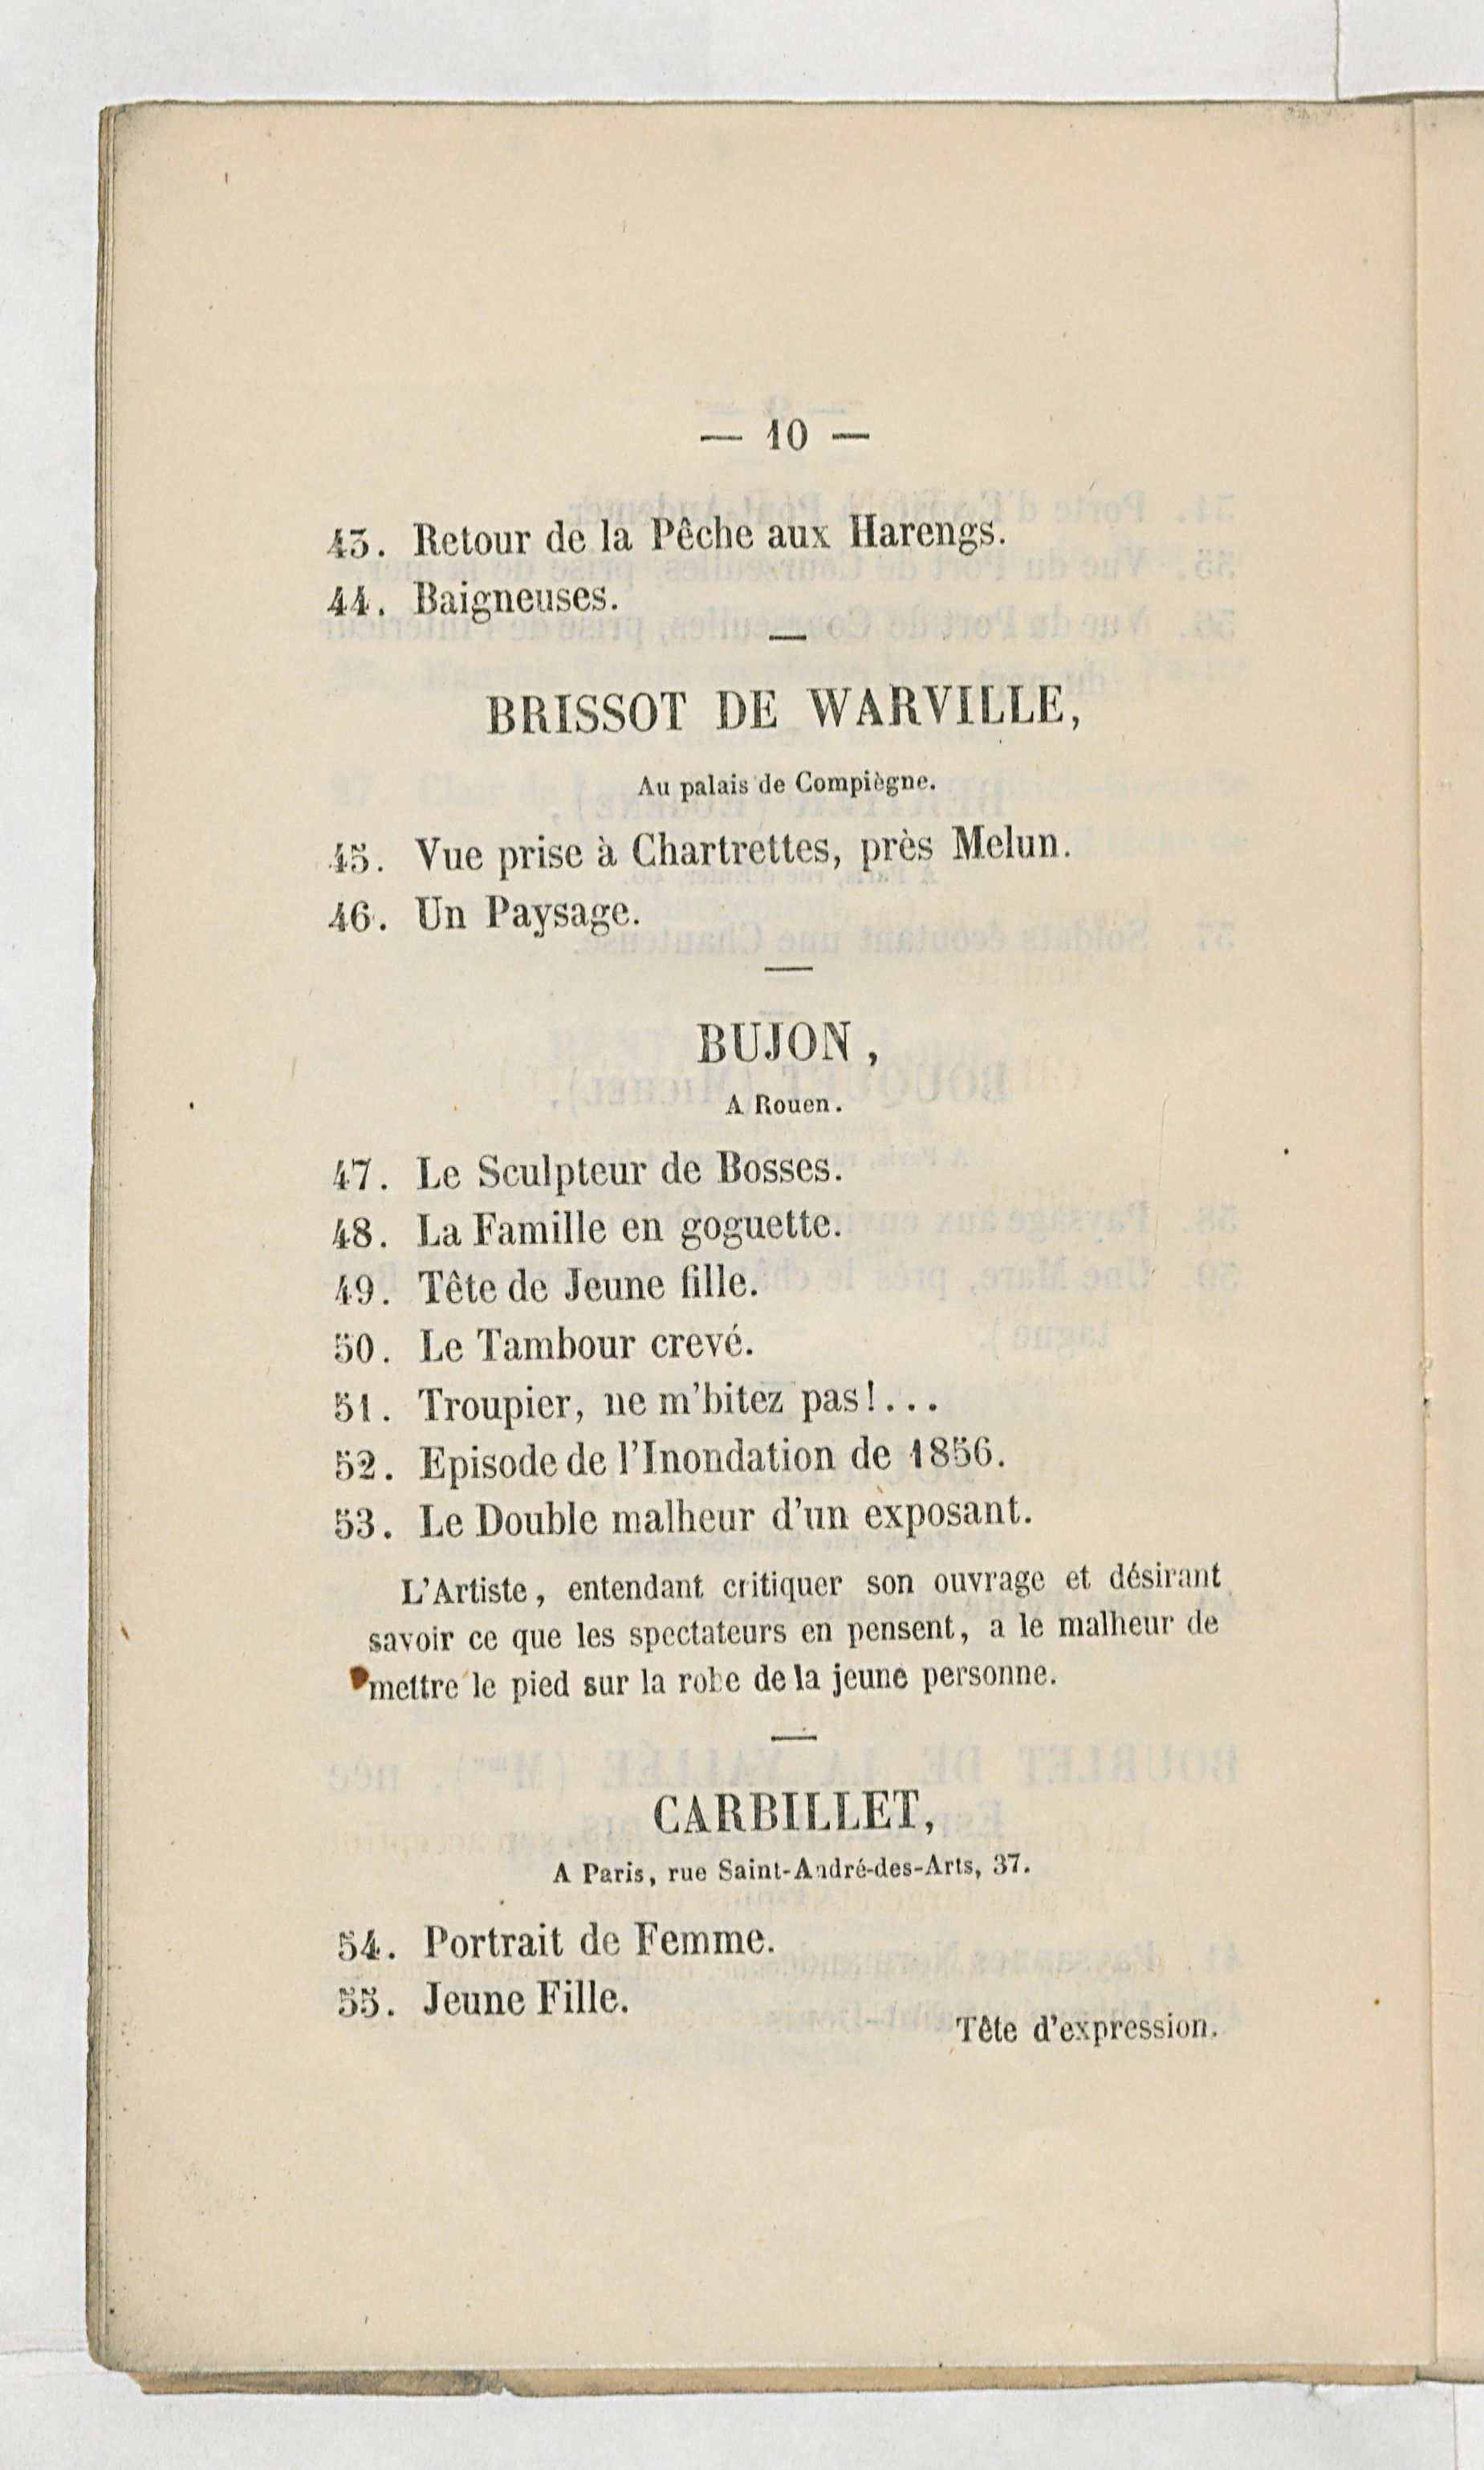 — 10 —
43. Retour de la Pêche aux Harengs.
44. Baigneuses.
BRISSOT DE WARVILLE,
Au palais de Compiègne.
45. Vue prise à Chartrettes, près Melun.
46. Un Paysage.
BUJON,
A Rouen.
47. Le Sculpteur de Bosses.
48. La Famille en goguette.
49. Tête de Jeune fille.
50. Le Tambour crevé.
51. Troupier, ne m'bitez pas!...
52. Episode de l'Inondation de 1856.
53. Le Double malheur d'un exposant.
L'Artiste, entendant critiquer son ouvrage et désirant
savoir ce que les spectateurs en pensent, a le malheur de
mettre le pied sur la robe de la jeune personne.
CARBILLET,
A Paris, rue Saint-André-des-Arts, 37.
54. Portrait de Femme.
55. Jeune Fille.
Tête d'expression.